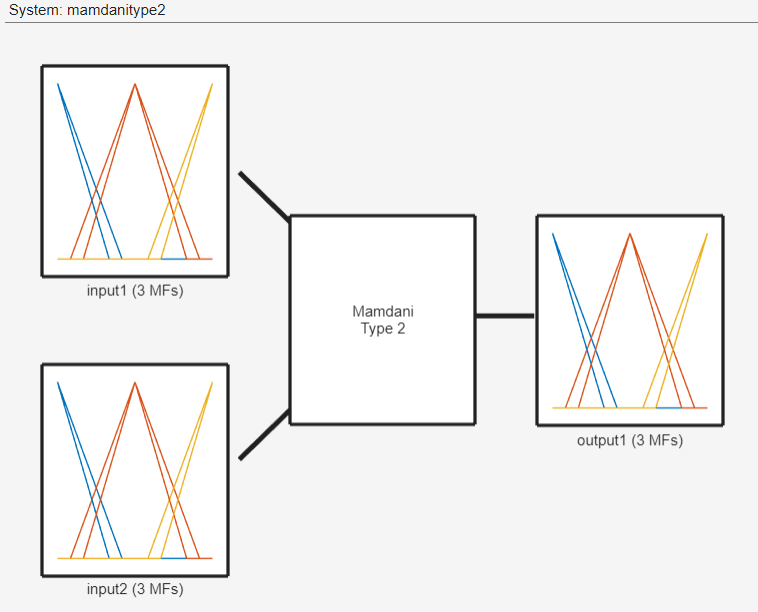 System: mamdanitype2
input1 (3 MFs)
Mamdani
Type 2
output1 (3 MFs)
input2 (3 MFs)